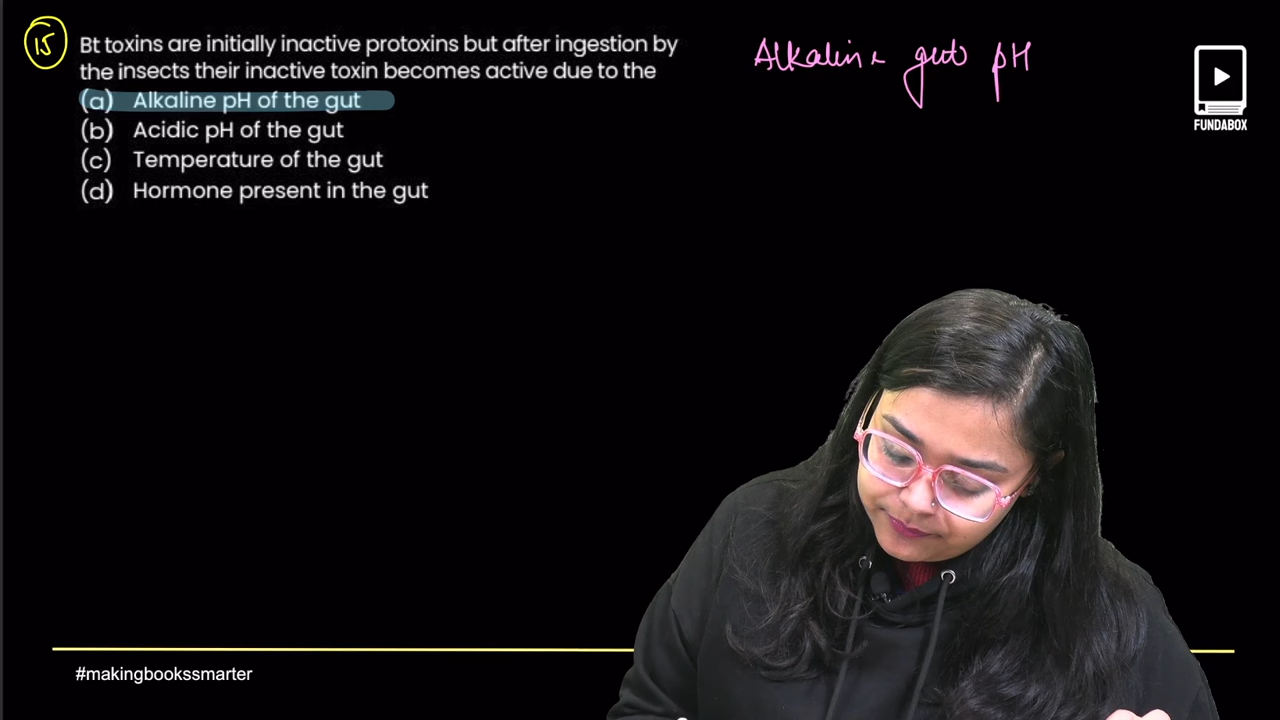 15
Bt toxins are initially inactive protoxins but after ingestion by
the insects their inactive toxin becomes active due to the
(a) Alkaline pH of the gut
(b) Acidic pH of the gut
(c) Temperature of the gut
(d) Hormone present in the gut
Alkaline gut pH
FUNDABOX
#makingbookssmarter